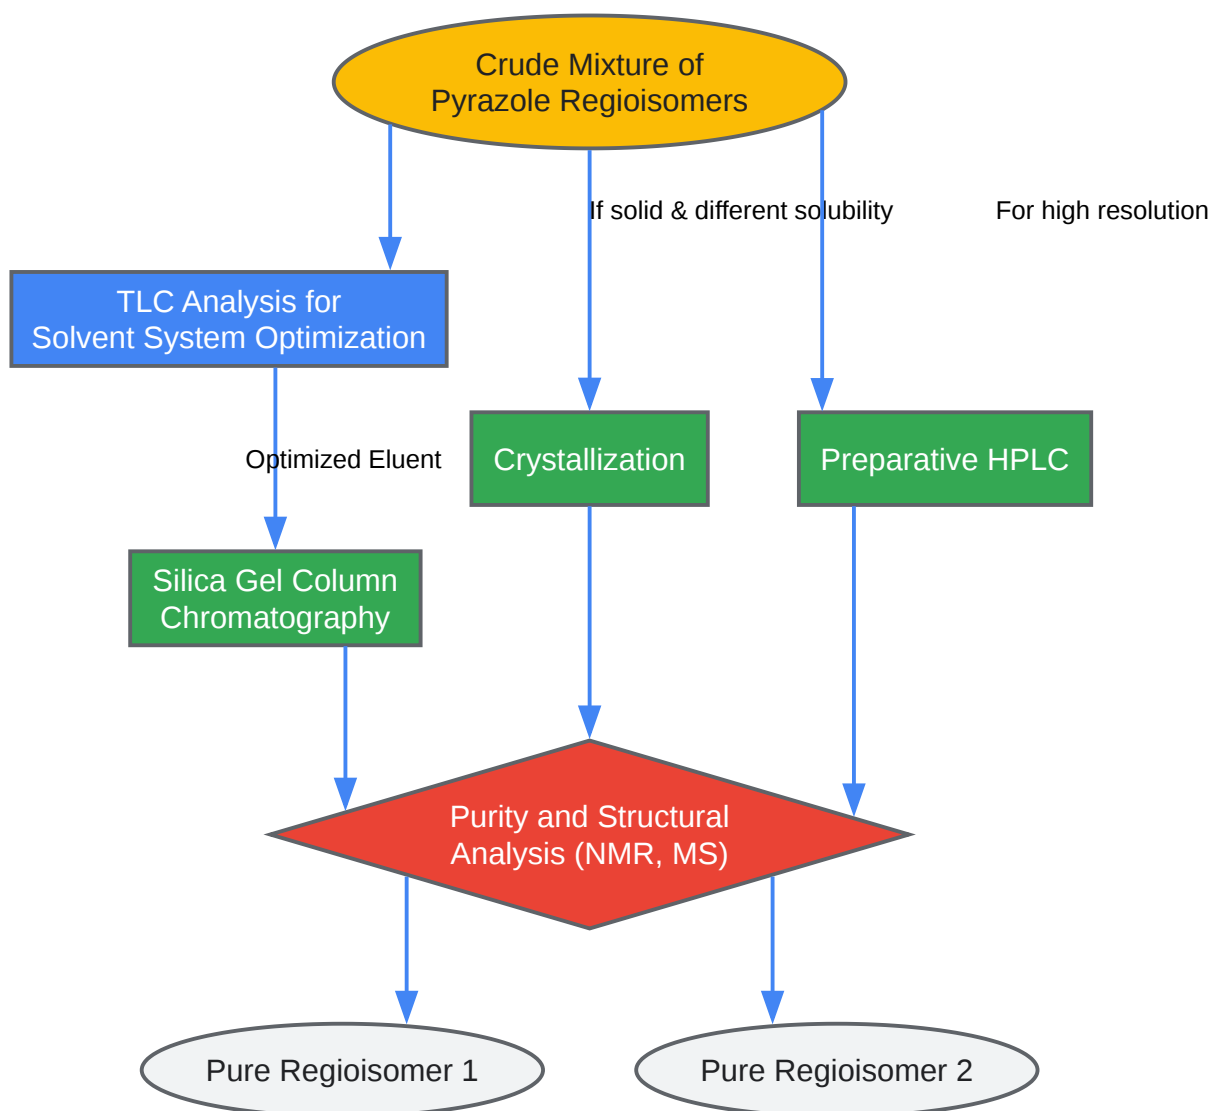 Crude Mixture of
Pyrazole Regioisomers
If solid & different solubility
For high resolution
TLC Analysis for
Solvent System Optimization
Optimized Eluent
Crystallization
Preparative HPLC
Silica Gel Column
Chromatography
Purity and Structural
Analysis (NMR, MS)
Pure Regioisomer 1
Pure Regioisomer 2